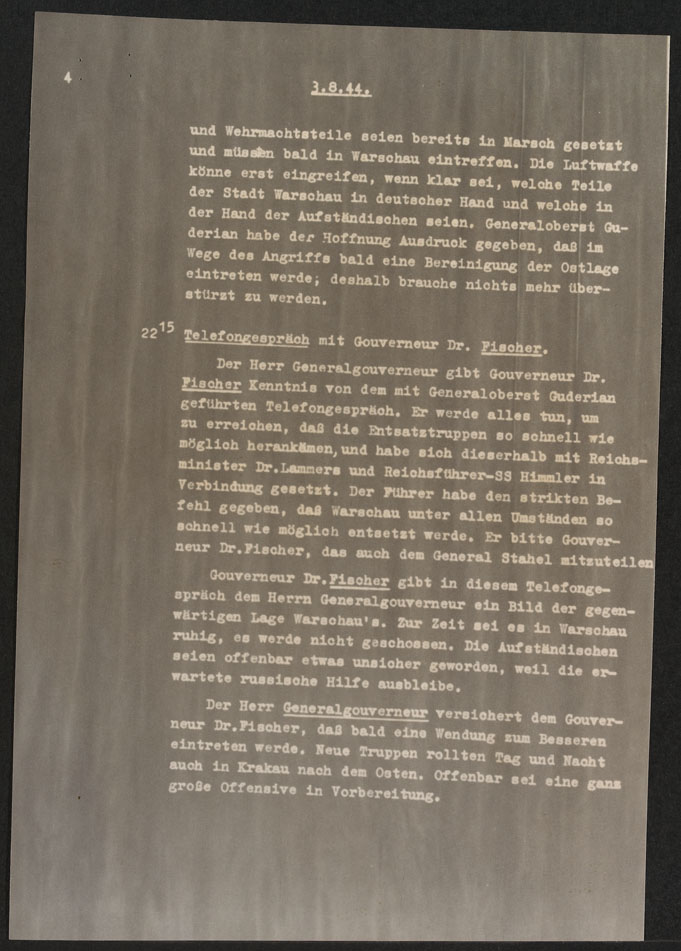 4
3.8.44.
und Wehrmachtsteile seien bereits in Marsch gesetzt
und müssen bald in Warschau eintreffen. Die Luftwaffe
könne erst eingreifen, wenn klar sei, welche Teile
der Stadt Warschau in deutscher Hand und welche in
der Hand der Aufständischen seien. Generaloberst Gu-
derian habe der Hoffnung Ausdruck gegeben, daß im
Wege des Angriffs bald eine Bereinigung der Ostlage
eintreten werde; deshalb brauche nichts mehr über-
stürzt zu werden.
22 15 Telefongespräch mit Gouverneur Dr. Fischer.
Der Herr Generalgouverneur gibt Gouverneur Dr.
Fischer Kenntnis von dem mit Generaloberst Guderian
geführten Telefongespräch. Er werde alles tun, um
zu erreichen, daß die Entsatztruppen so schnell wie
möglich herankämen, und habe sich dieserhalb mit Reichs-
minister Dr.Lammers und Reichsführer-SS Himmler in
Verbindung gesetzt. Der Führer habe den strikten Be-
fehl gegeben, daß Warschau unter allen Umständen so
schnell wie möglich entsetzt werde. Er bitte Gouver-
neur Dr.Fischer, das auch dem General Stahel mitzuteilen
Gouverneur Dr.Fischer gibt in diesem Telefonge-
spräch dem Herrn Generalgouverneur ein Bild der gegen-
wärtigen Lage Warschau's. Zur Zeit sei es in Warschau
ruhig, es werde nicht geschossen. Die Aufständischen
seien offenbar etwas unsicher geworden, weil die er-
wartete russische Hilfe ausbleibe.
Der Herr Generalgouverneur versichert dem Gouver-
neur Dr.Fischer, daß bald eine Wendung zum Besseren
eintreten werde. Neue Truppen rollten Tag und Nacht
auch in Krakau nach dem Osten. Offenbar sei eine ganz
große Offensive in Vorbereitung.